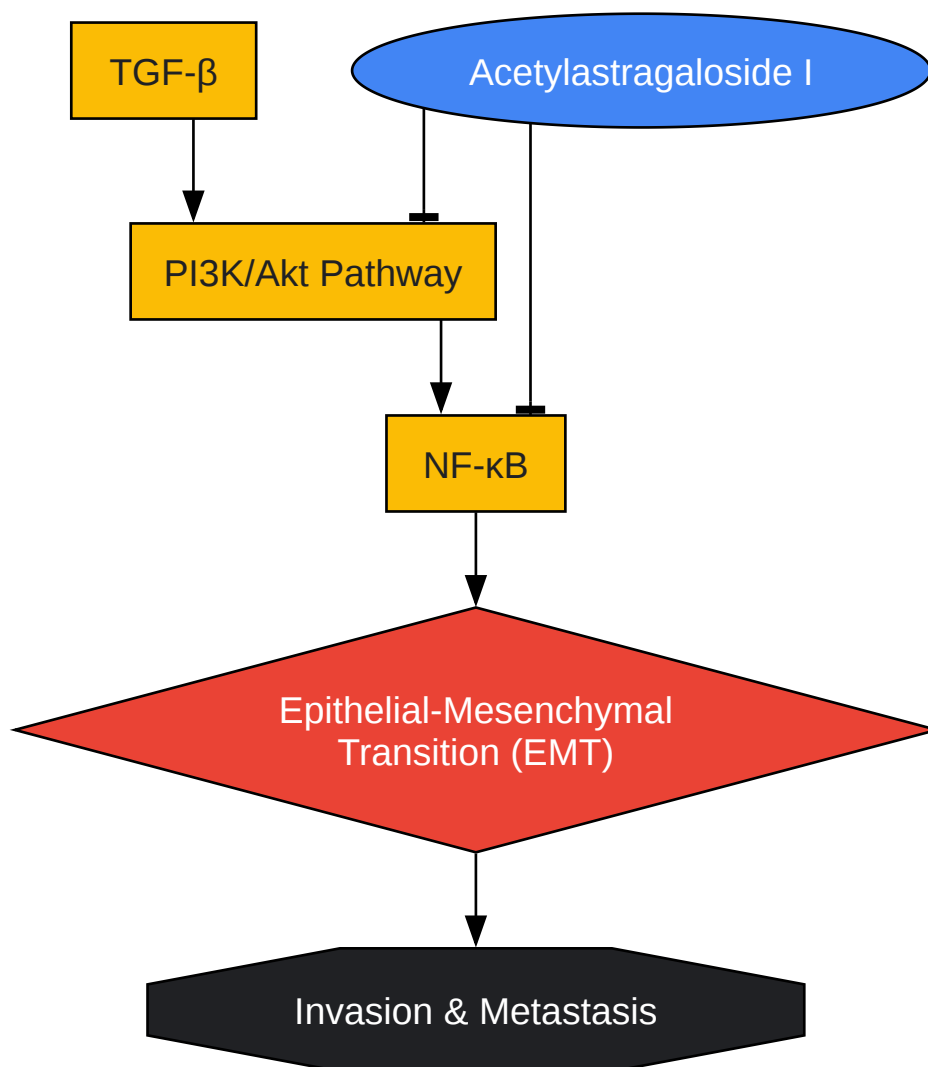 TGF-β
Acetylastragaloside I
PI3K/Akt Pathway
NF-κB
Epithelial-Mesenchymal
Transition (EMT)
Invasion & Metastasis